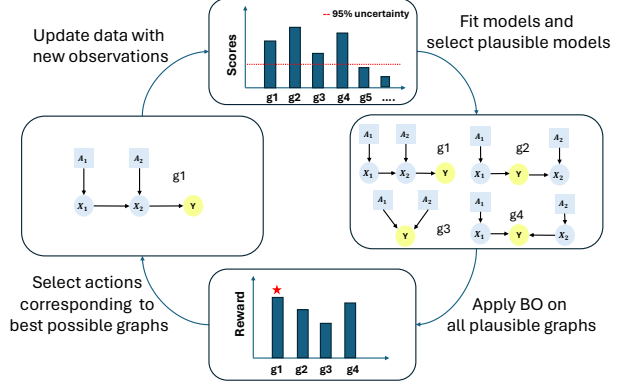 -- 95% uncertainty
Scores
g1 g2 g3 g4 g5 ....
Update data with
new observations
Fit models and
select plausible models
A1 A2
g1
X1 X2 Y
A1 A2
X1 X2 Y
g1
A1 A2
g2
X1 Y X2
A1 A2
g3
Y
A1 A2
g4
X1 Y X2
Select actions
corresponding to
best possible graphs
Reward
g1 g2 g3 g4
Apply BO on
all plausible graphs